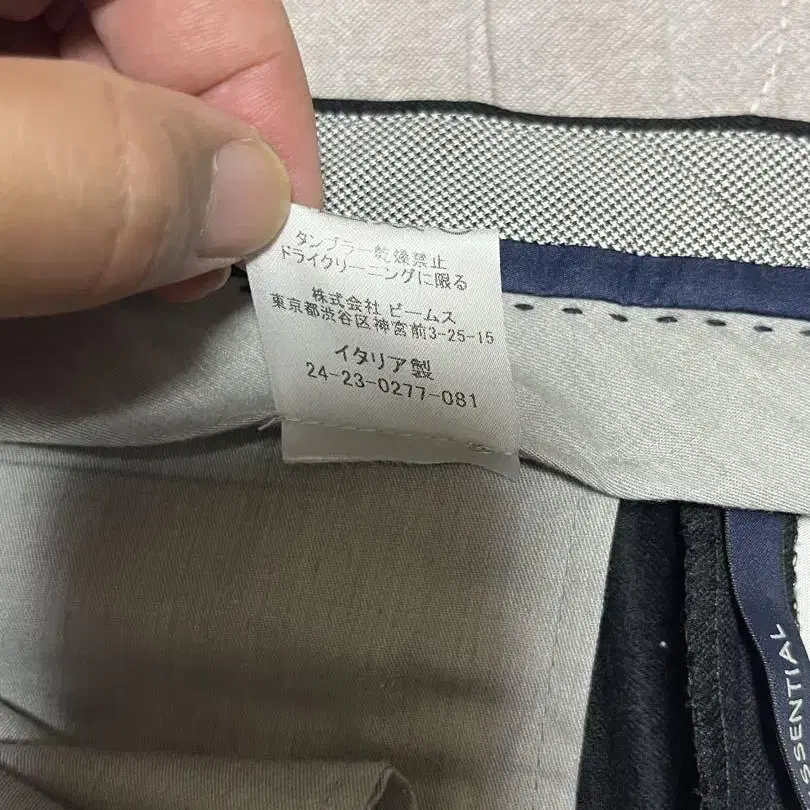 タンブラー乾燥禁止
ドライクリーニングに限る
株式会社 ビームス
東京都渋谷区神宮前3-25-15
イタリア製
24-23-0277-081
SSENTIAL